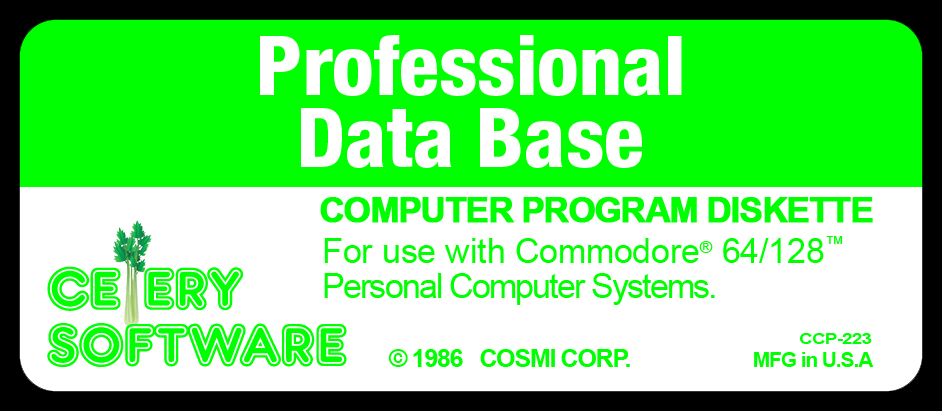 Professional
Data Base
COMPUTER PROGRAM DISKETTE
For use with Commodore® 64/128™
Personal Computer Systems.
CELERY
SOFTWARE
© 1986 COSMI CORP.
CCP-223
MFG in U.S.A